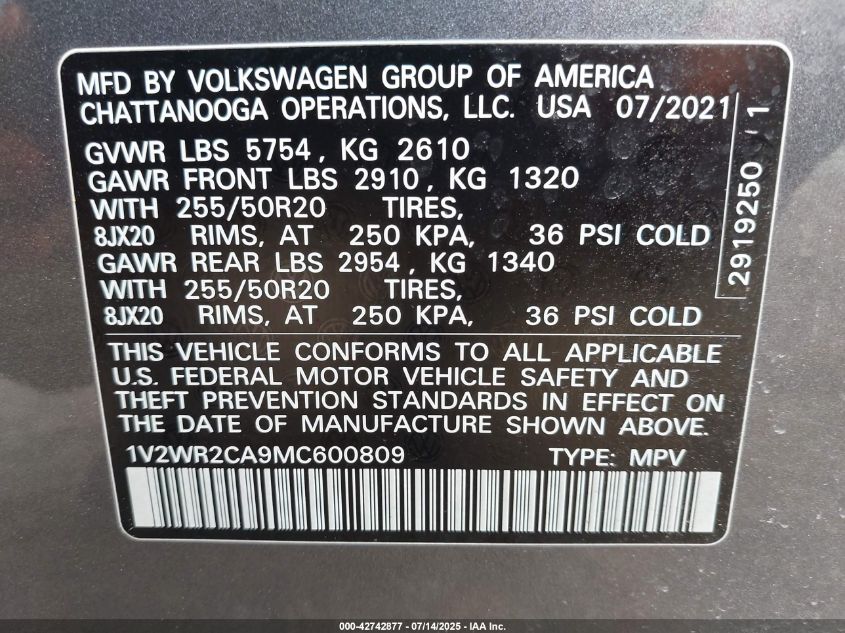 MFD BY VOLKSWAGEN GROUP OF AMERICA
CHATTANOOGA OPERATIONS, LLC. USA 07/2021
GVWR LBS 5754, KG 2610
GAWR FRONT LBS 2910, KG 1320
WITH 255/50R20 TIRES,
8JX20 RIMS, AT 250 KPA, 36 PSI COLD
GAWR REAR LBS 2954, KG 1340
WITH 255/50R20 TIRES,
8JX20 RIMS, AT 250 KPA, 36 PSI COLD
2919250 / 1
THIS VEHICLE CONFORMS TO ALL APPLICABLE
U.S. FEDERAL MOTOR VEHICLE SAFETY AND
THEFT PREVENTION STANDARDS IN EFFECT ON
THE DATE OF MANUFACTURE SHOWN ABOVE.
1V2WR2CA9MC600809 TYPE: MPV
000-42742877 - 07/14/2025 - IAA Inc.